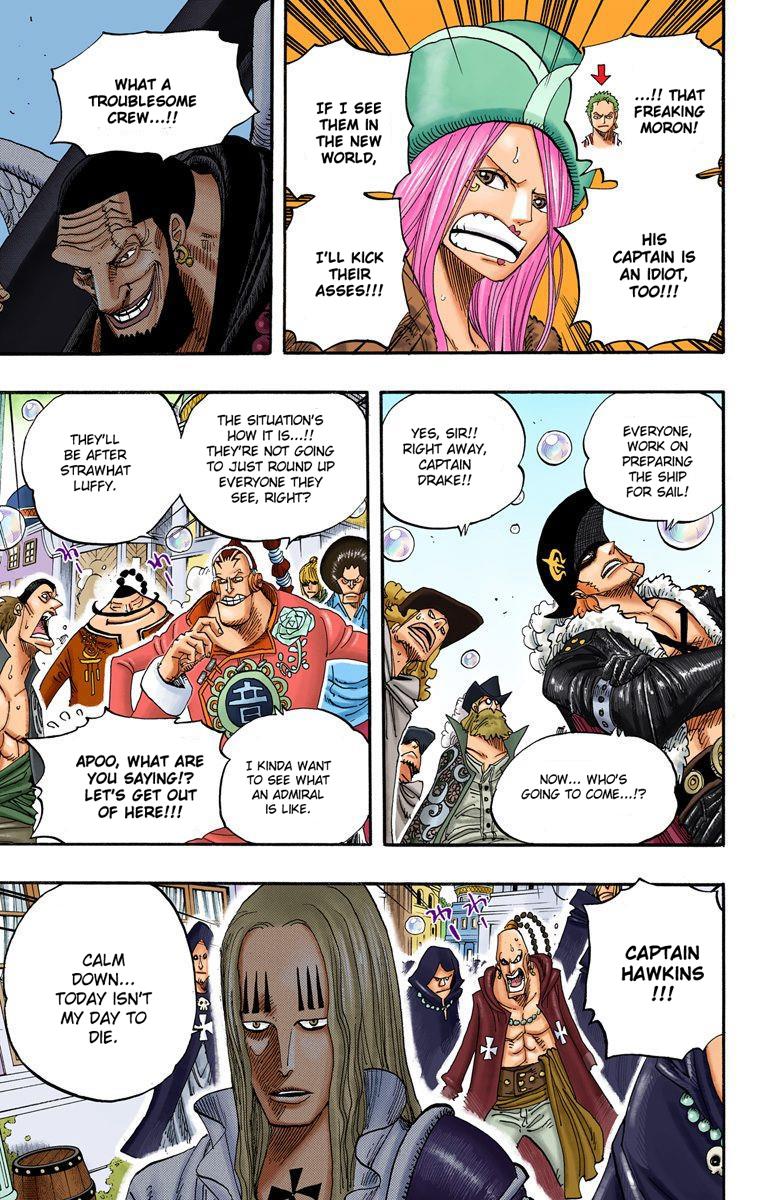 ...!! THAT
FREAKING
MORON!
HIS
CAPTAIN IS
AN IDIOT,
TOO!!!
IF I SEE
THEM IN
THE NEW
WORLD,
I'LL KICK
THEIR
ASSES!!!
WHAT A
TROUBLESOME
CREW...!!
EVERYONE,
WORK ON
PREPARING
THE SHIP
FOR SAIL!
YES, SIR!!
RIGHT AWAY,
CAPTAIN
DRAKE!!
NOW... WHO'S
GOING TO COME...!?
THE SITUATION'S
HOW IT IS...!!
THEY'RE NOT GOING
TO JUST ROUND UP
EVERYONE THEY
SEE, RIGHT?
THEY'LL
BE AFTER
STRAWHAT
LUFFY.
音
I KINDA WANT
TO SEE WHAT
AN ADMIRAL
IS LIKE.
APOO, WHAT ARE
YOU SAYING!?
LET'S GET OUT
OF HERE!!!
CAPTAIN
HAWKINS
!!!
CALM
DOWN...
TODAY ISN'T
MY DAY TO
DIE.